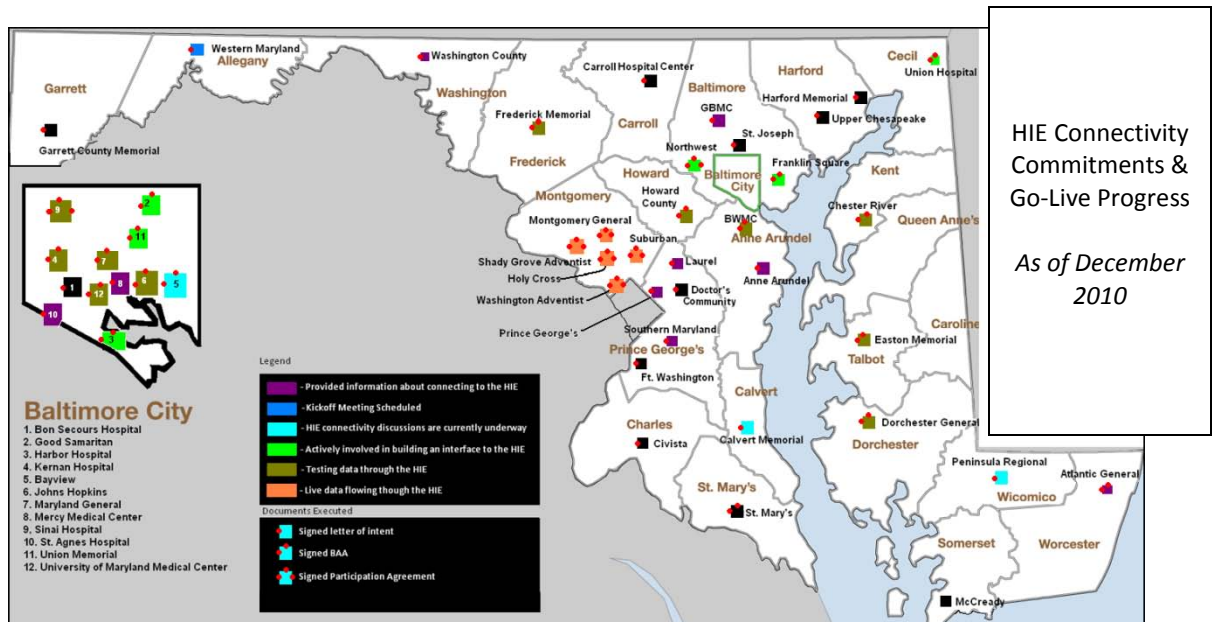 HIE Connectivity
Commitments &
Go-Live Progress
As of December
2010
Garrett
Garrett County Memorial
Western Maryland
Allegany
Washington County
Washington
Frederick Memorial
Frederick
Carroll Hospital Center
Carroll
Baltimore
GBMC
St. Joseph
Northwest
Baltimore
City
Franklin Square
Harford
Harford Memorial
Upper Chesapeake
Cecil
Union Hospital
Kent
Chester River
Queen Anne's
Howard
Howard
County
BWMC
Anne Arundel
Anne Arundel
Montgomery
Montgomery General
Suburban
Shady Grove Adventist
Holy Cross
Washington Adventist
Prince George's
Laurel
Doctor's
Community
Southern Maryland
Prince George's
Ft. Washington
Calvert
Calvert Memorial
Charles
Civista
St. Mary's
St. Mary's
Caroline
Easton Memorial
Talbot
Dorchester General
Dorchester
Peninsula Regional
Wicomico
Atlantic General
Somerset
Worcester
McCready
9
2
11
4
7
1
12
8
6
5
10
3
Baltimore City
1. Bon Secours Hospital
2. Good Samaritan
3. Harbor Hospital
4. Kernan Hospital
5. Bayview
6. Johns Hopkins
7. Maryland General
8. Mercy Medical Center
9, Sinai Hospital
10. St. Agnes Hospital
11. Union Memorial
12. University of Maryland Medical Center
Legend
- Provided information about connecting to the HIE
- Kickoff Meeting Scheduled
- HIE connectivity discussions are currently underway
- Actively involved in building an interface to the HIE
- Testing data through the HIE
- Live data flowing though the HIE
Documents Executed
Signed letter of intent
Signed BAA
Signed Participation Agreement